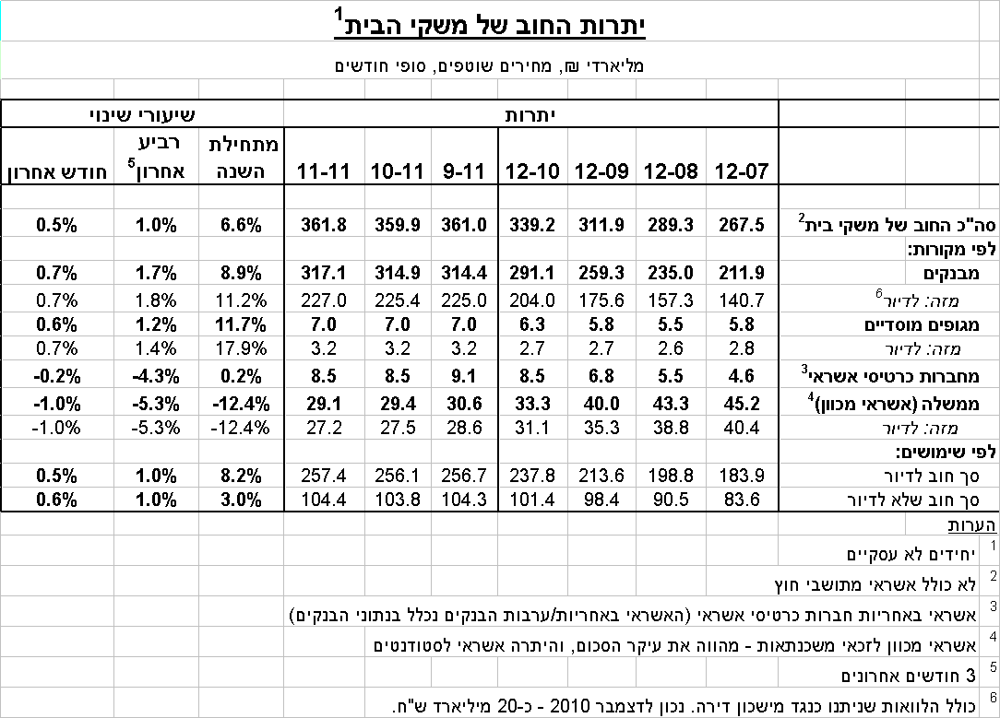 יתרות החוב של משקי הבית1
מליארדי ₪, מחירים שוטפים, סופי חודשים
יתרות שיעורי שינוי
12-07 12-08 12-09 12-10 9-11 10-11 11-11 מתחילת השנה רביע אחרון5 חודש אחרון
סה"כ החוב של משקי בית2 267.5 289.3 311.9 339.2 361.0 359.9 361.8 6.6% 1.0% 0.5%
לפי מקורות:
מבנקים 211.9 235.0 259.3 291.1 314.4 314.9 317.1 8.9% 1.7% 0.7%
מזה: לדיור6 140.7 157.3 175.6 204.0 225.0 225.4 227.0 11.2% 1.8% 0.7%
מגופים מוסדיים 5.8 5.5 5.8 6.3 7.0 7.0 7.0 11.7% 1.2% 0.6%
מזה: לדיור 2.8 2.6 2.7 2.7 3.2 3.2 3.2 17.9% 1.4% 0.7%
מחברות כרטיסי אשראי3 4.6 5.5 6.8 8.5 9.1 8.5 8.5 0.2% -4.3% -0.2%
ממשלה (אשראי מכוון)4 45.2 43.3 40.0 33.3 30.6 29.4 29.1 -12.4% -5.3% -1.0%
מזה: לדיור 40.4 38.8 35.3 31.1 28.6 27.5 27.2 -12.4% -5.3% -1.0%
לפי שימושים:
סך חוב לדיור 183.9 198.8 213.6 237.8 256.7 256.1 257.4 8.2% 1.0% 0.5%
סך חוב שלא לדיור 83.6 90.5 98.4 101.4 104.3 103.8 104.4 3.0% 1.0% 0.6%
הערות
1 יחידים לא עסקיים
2 לא כולל אשראי מתושבי חוץ
3 אשראי באחריות חברות כרטיסי אשראי (האשראי באחריות/ערבות הבנקים נכלל בנתוני הבנקים)
4 אשראי מכוון לזכאי משכנתאות - מהווה את עיקר הסכום, והיתרה אשראי לסטודנטים
5 3 חודשים אחרונים
6 כולל הלוואות שניתנו כנגד מישכון דירה. נכון לדצמבר 2010 - כ-20 מיליארד ש"ח.